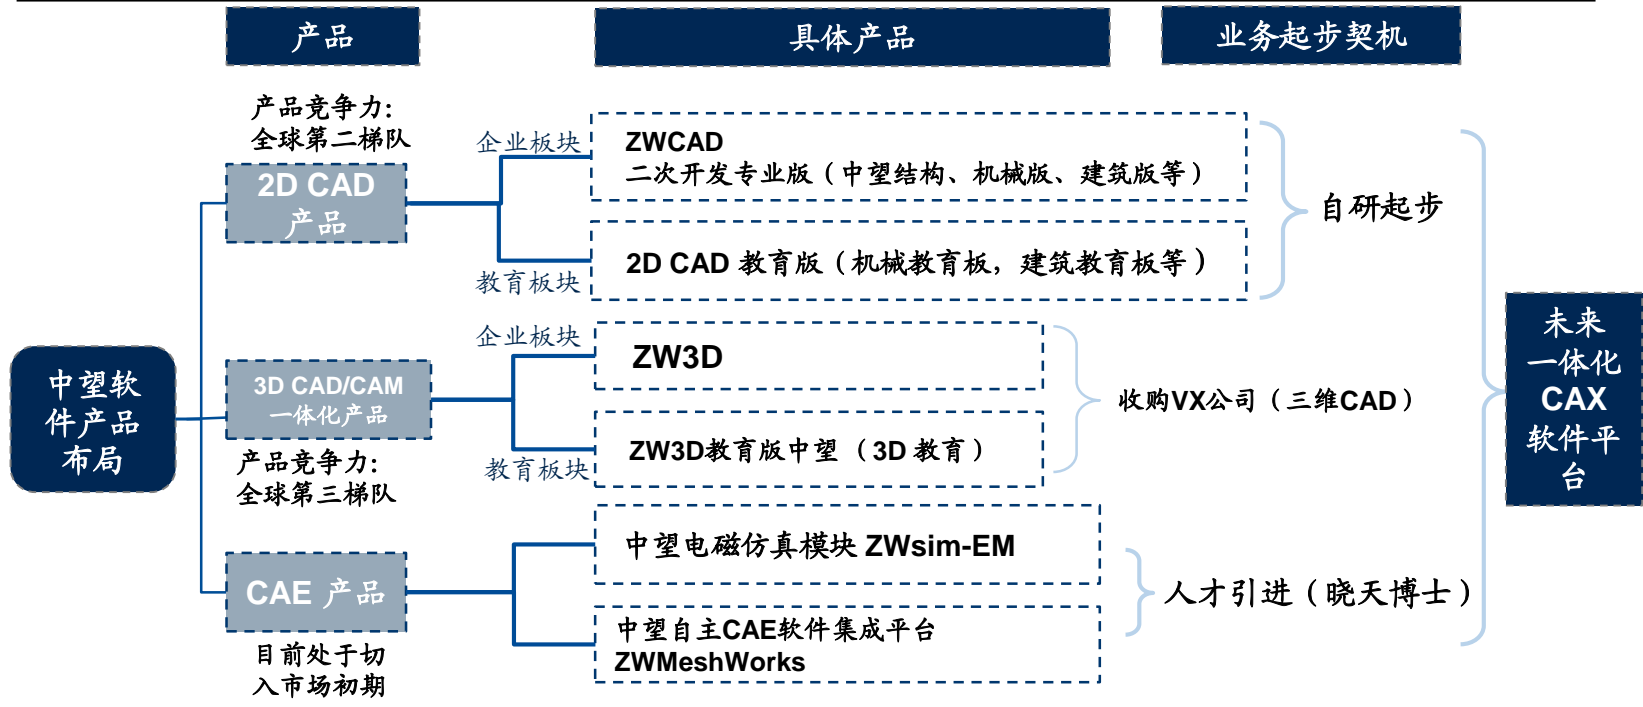 产品
具体产品
业务起步契机
产品竞争力：
全球第二梯队
2D CAD
产品
企业板块
ZWCAD
二次开发专业版（中望结构、机械版、建筑版等）
教育板块
2D CAD 教育版（机械教育板，建筑教育板等）
自研起步
中望软
件产品
布局
3D CAD/CAM
一体化产品
产品竞争力：
全球第三梯队
企业板块
ZW3D
教育板块
ZW3D教育版中望（3D 教育）
收购VX公司（三维CAD）
CAE 产品
目前处于切
入市场初期
中望电磁仿真模块 ZWsim-EM
中望自主CAE软件集成平台
ZWMeshWorks
人才引进（晓天博士）
未来
一体化
CAX
软件平
台